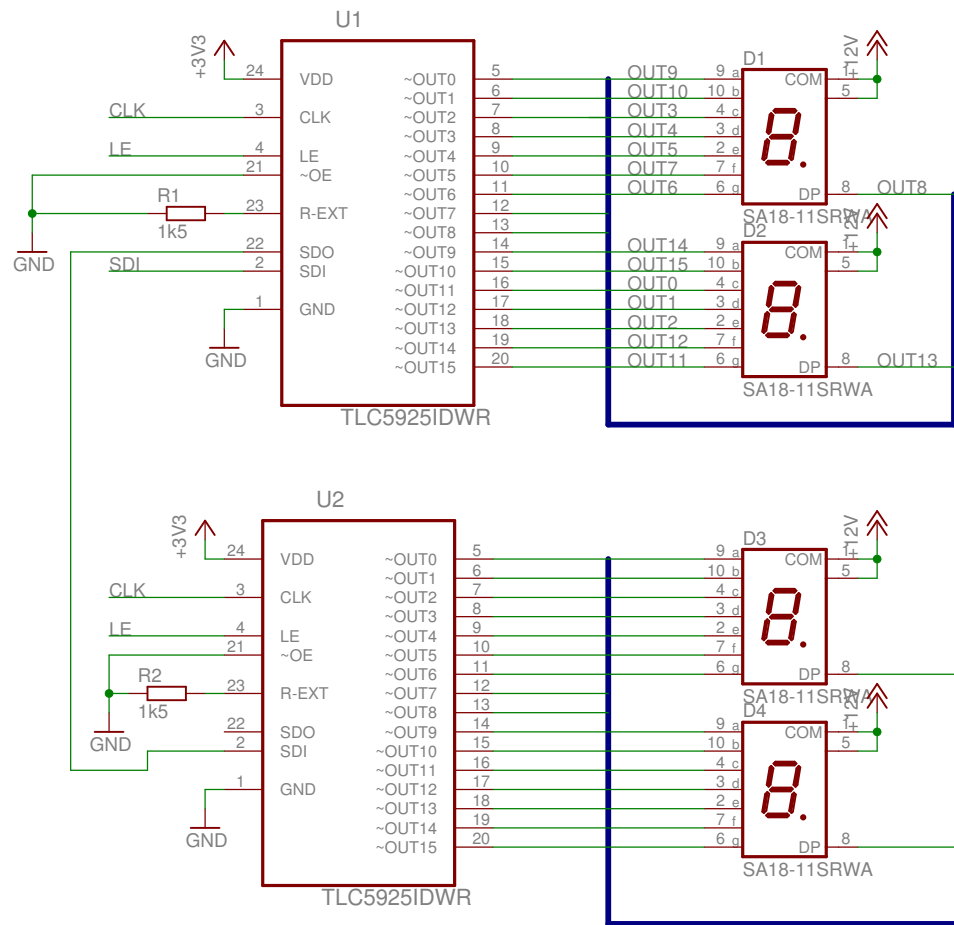 U1
+3V3
24 VDD
CLK 3 CLK
LE 4 LE
21 ~OE
R1
1k5
23 R-EXT
GND
22 SDO
SDI 2 SDI
1 GND
GND
~OUT0 5
~OUT1 6
~OUT2 7
~OUT3 8
~OUT4 9
~OUT5 10
~OUT6 11
~OUT7 12
~OUT8 13
~OUT9 14
~OUT10 15
~OUT11 16
~OUT12 17
~OUT13 18
~OUT14 19
~OUT15 20
TLC5925IDWR
D1
OUT9 9 a
OUT10 10 b
OUT3 4 c
OUT4 3 d
OUT5 2 e
OUT7 7 f
OUT6 6 g
COM 1
5
+12V
8.
DP 8 OUT8
SA18-11SRWA
D2
OUT14 9 a
OUT15 10 b
OUT0 4 c
OUT1 3 d
OUT2 2 e
OUT12 7 f
OUT11 6 g
COM 1
5
+12V
8.
DP 8 OUT13
SA18-11SRWA
U2
+3V3
24 VDD
CLK 3 CLK
LE 4 LE
21 ~OE
R2
1k5
23 R-EXT
GND
22 SDO
2 SDI
1 GND
GND
~OUT0 5
~OUT1 6
~OUT2 7
~OUT3 8
~OUT4 9
~OUT5 10
~OUT6 11
~OUT7 12
~OUT8 13
~OUT9 14
~OUT10 15
~OUT11 16
~OUT12 17
~OUT13 18
~OUT14 19
~OUT15 20
TLC5925IDWR
D3
9 a
10 b
4 c
3 d
2 e
7 f
6 g
COM 1
5
+12V
8.
DP 8
SA18-11SRWA
D4
9 a
10 b
4 c
3 d
2 e
7 f
6 g
COM 1
5
+12V
8.
DP 8
SA18-11SRWA